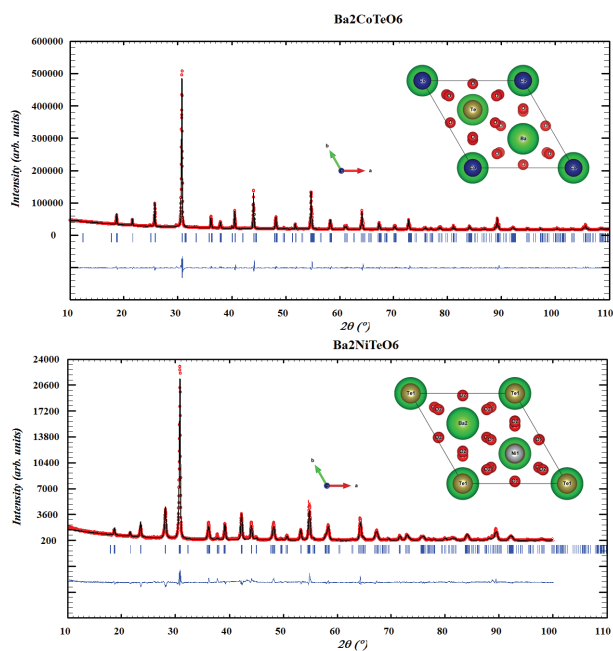 Ba2CoTeO6
600000
500000
400000
300000
200000
100000
0
Intensity (arb. units)
b
a
Te
Ba
10 20 30 40 50 60 70 80 90 100 110
2θ (°)
Ba2NiTeO6
24000
20600
17200
13800
10400
7000
3600
200
Intensity (arb. units)
b
a
Te1
Te1
Ba2
Ni1
Te1
Te1
10 20 30 40 50 60 70 80 90 100 110
2θ (°)